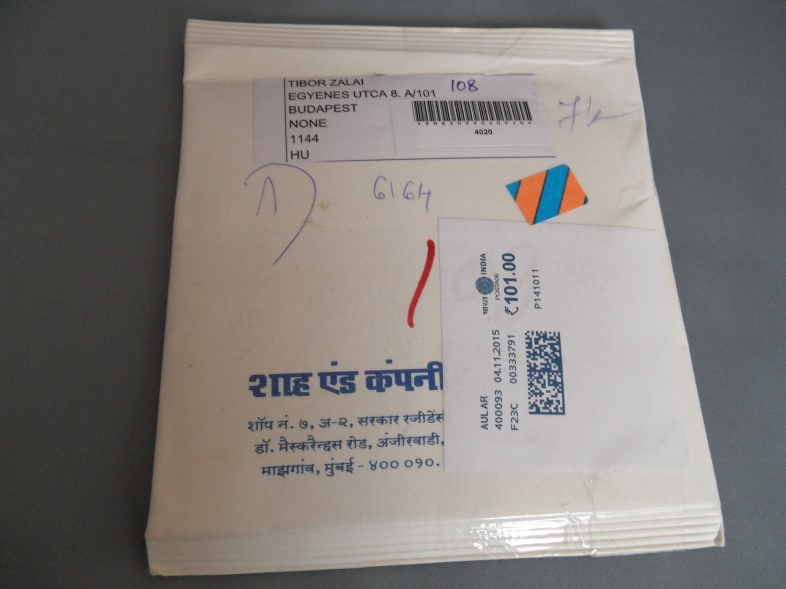 TIBOR ZALAI
EGYENES UTCA 8. A/101
BUDAPEST
NONE
1144
HU
108
4020
6164
भारत INDIA
POSTAGE
₹101.00
P141011
AULAR
400093 04.11.2015
F23C 00333791
शाह एंड कंपनी
शॉप नं. ७, अ-२, सरकार रजीडेंसी
डॉ. मैस्करैन्हस रोड, अंजीरवाडी,
माझगांव, मुंबई - ४०० ०१०.